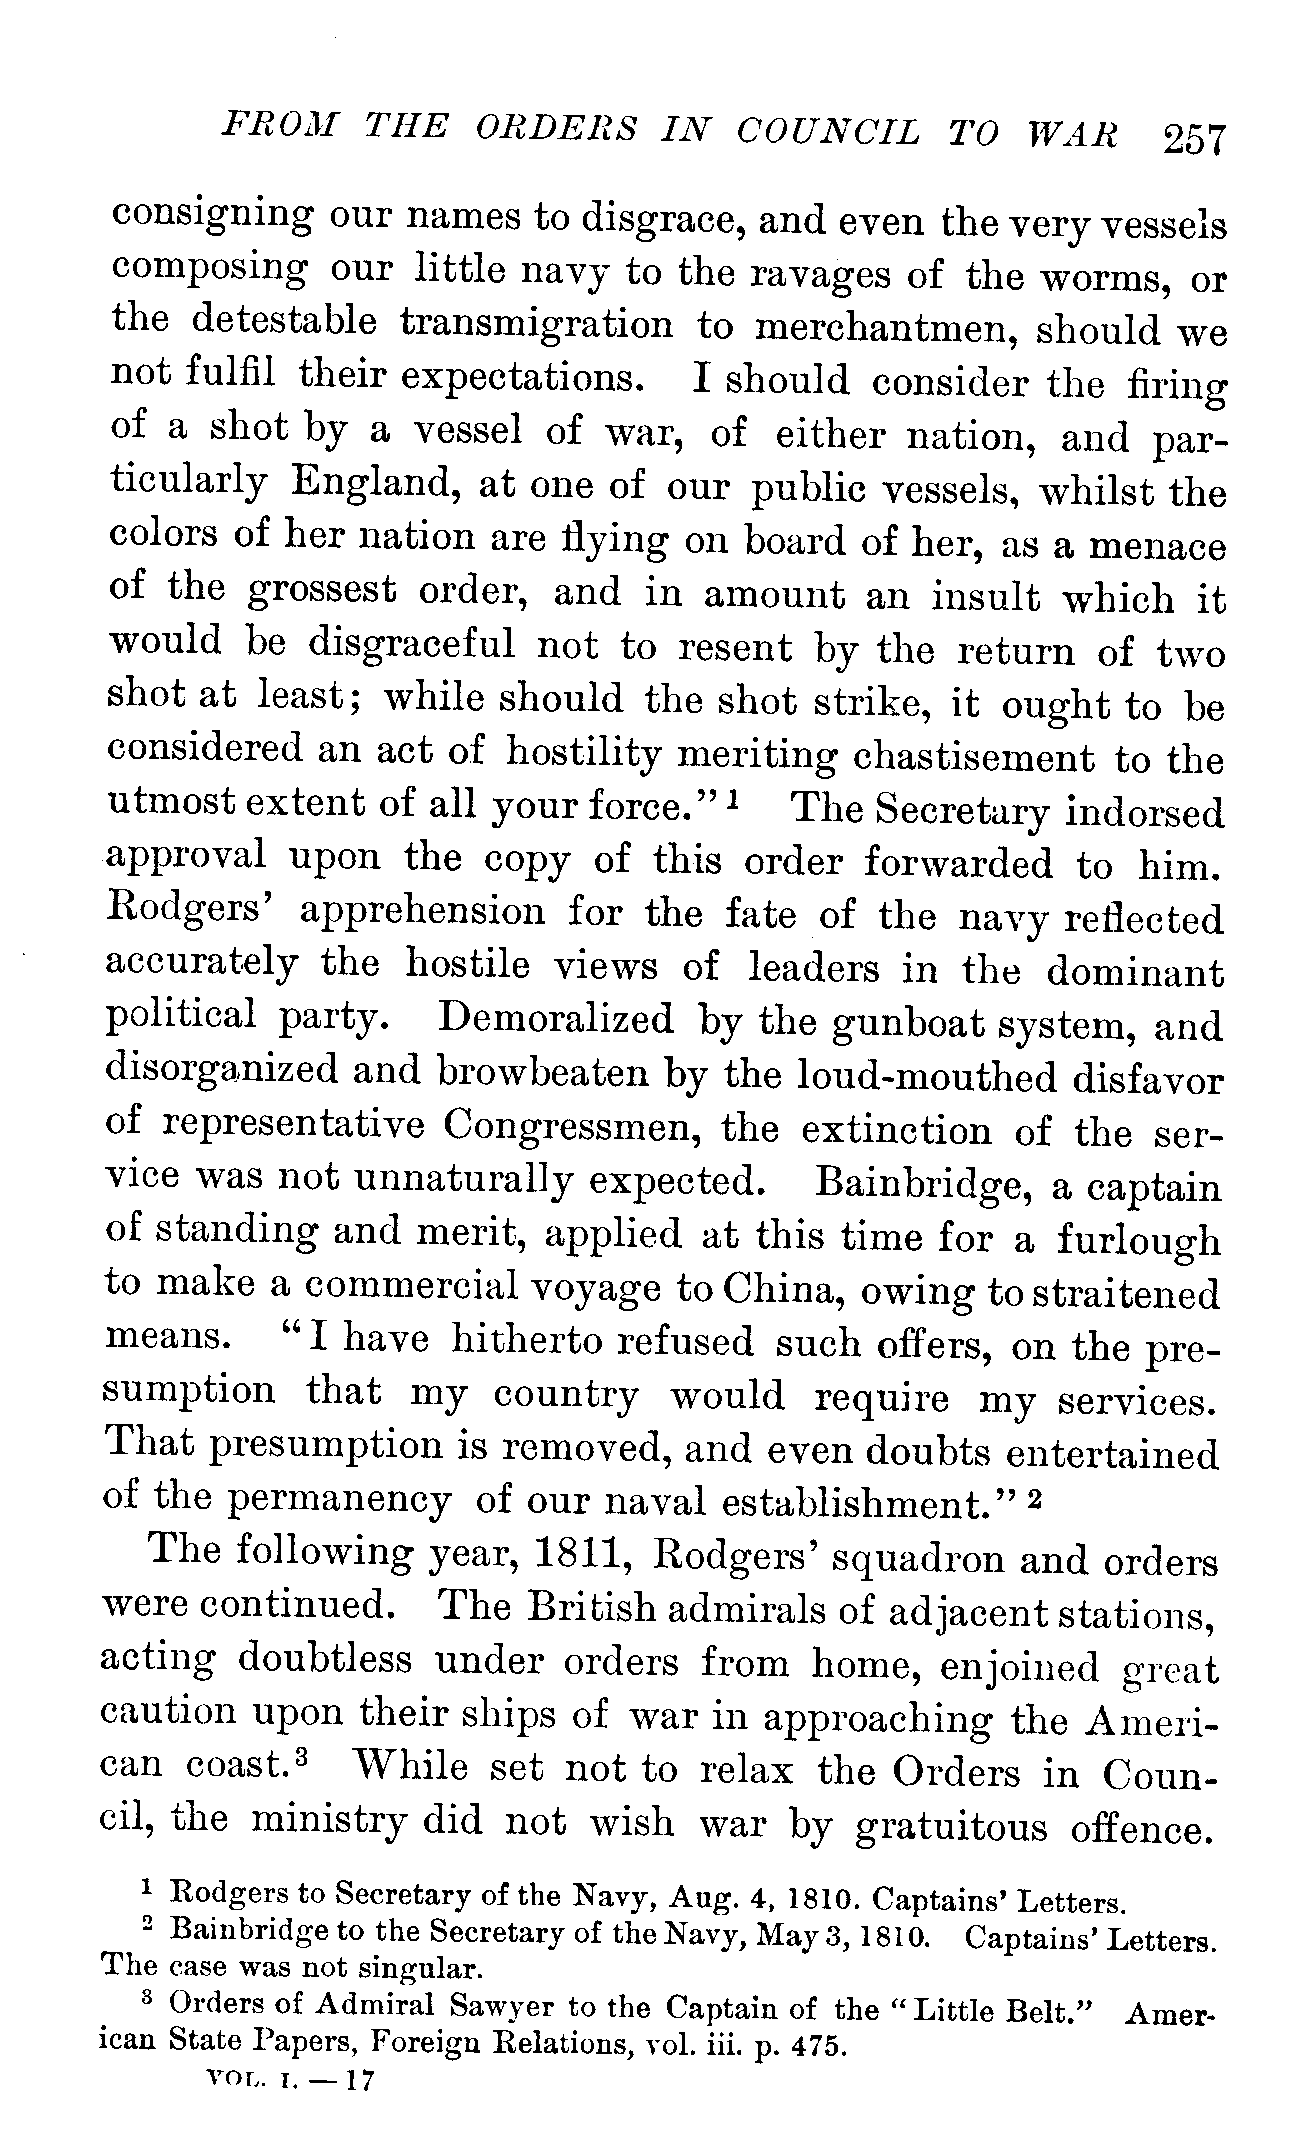 FROM THE ORDERS IN COUNCIL TO WAR 257
consigning our names to disgrace, and even the very vessels
composing our little navy to the ravages of the worms, or
the detestable transmigration to merchantmen, should we
not fulfil their expectations. I should consider the firing
of a shot by a vessel of war, of either nation, and par-
ticularly England, at one of our public vessels, whilst the
colors of her nation are flying on board of her, as a menace
of the grossest order, and in amount an insult which it
would be disgraceful not to resent by the return of two
shot at least; while should the shot strike, it ought to be
considered an act of hostility meriting chastisement to the
utmost extent of all your force." ¹ The Secretary indorsed
approval upon the copy of this order forwarded to him.
Rodgers' apprehension for the fate of the navy reflected
accurately the hostile views of leaders in the dominant
political party. Demoralized by the gunboat system, and
disorganized and browbeaten by the loud-mouthed disfavor
of representative Congressmen, the extinction of the ser-
vice was not unnaturally expected. Bainbridge, a captain
of standing and merit, applied at this time for a furlough
to make a commercial voyage to China, owing to straitened
means. "I have hitherto refused such offers, on the pre-
sumption that my country would require my services.
That presumption is removed, and even doubts entertained
of the permanency of our naval establishment." ²
The following year, 1811, Rodgers' squadron and orders
were continued. The British admirals of adjacent stations,
acting doubtless under orders from home, enjoined great
caution upon their ships of war in approaching the Ameri-
can coast.³ While set not to relax the Orders in Coun-
cil, the ministry did not wish war by gratuitous offence.
¹ Rodgers to Secretary of the Navy, Aug. 4, 1810. Captains' Letters.
² Bainbridge to the Secretary of the Navy, May 3, 1810. Captains' Letters.
The case was not singular.
³ Orders of Admiral Sawyer to the Captain of the "Little Belt." Amer-
ican State Papers, Foreign Relations, vol. iii. p. 475.
VOL. I. — 17